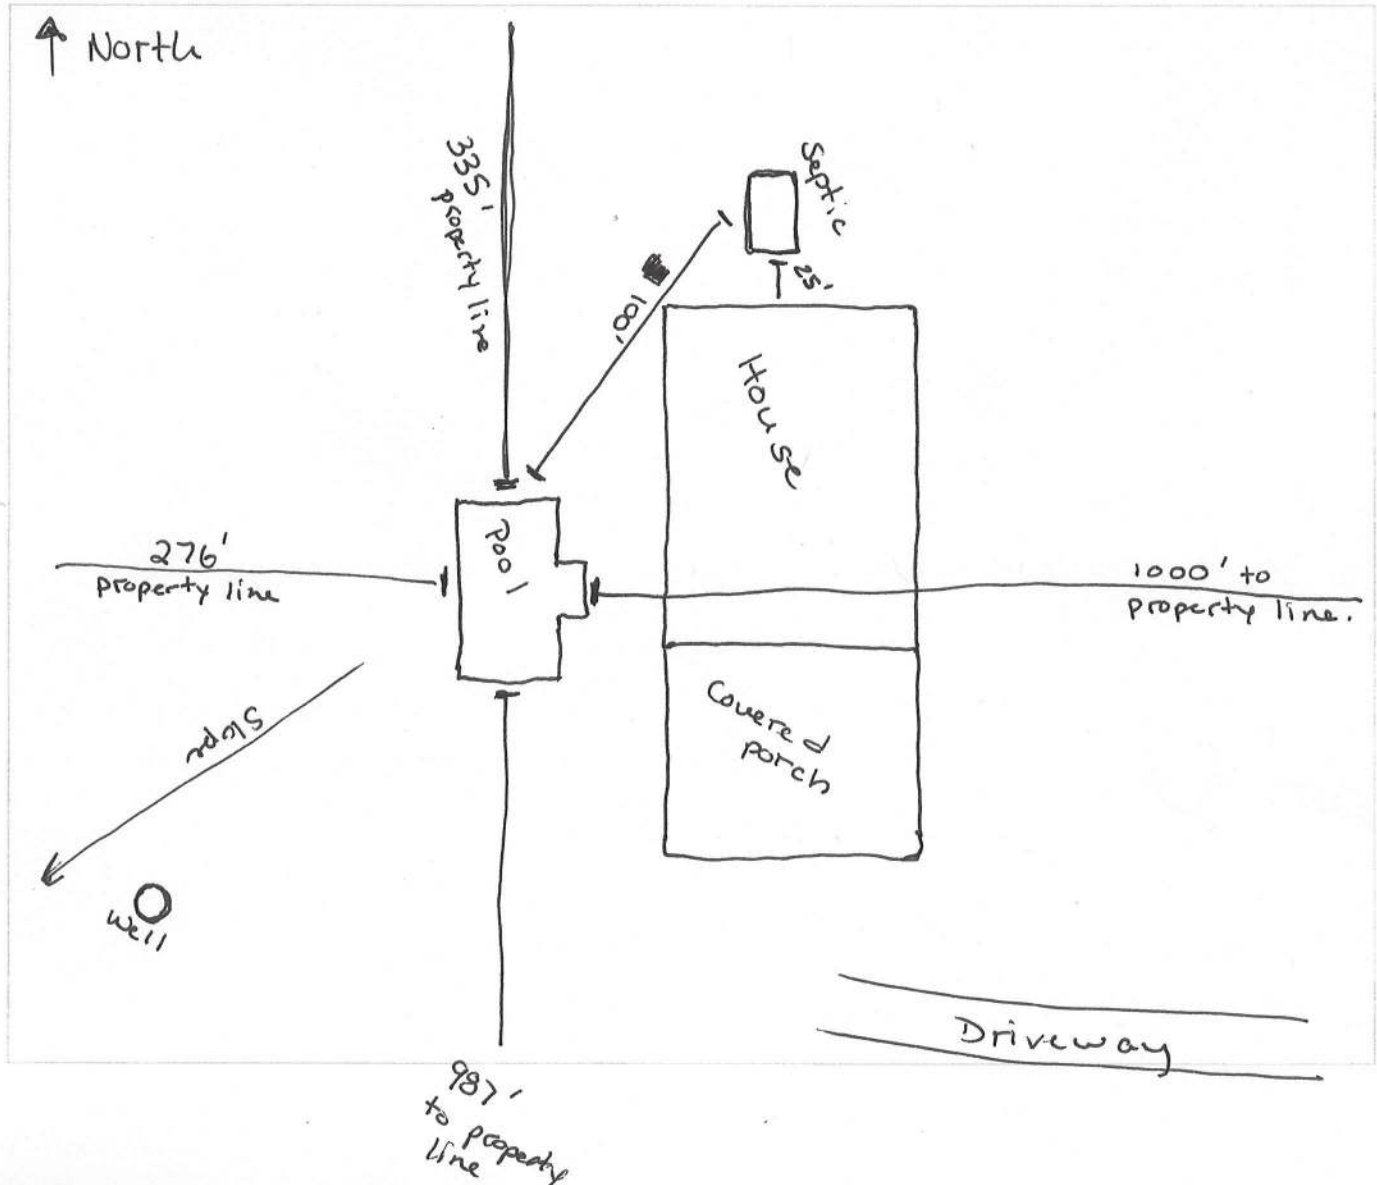 North
335'
property line
Septic
25'
100'
House
Pool
276'
property line
1000' to
property line.
Slope
Covered
porch
Well
Driveway
987'
to property
line